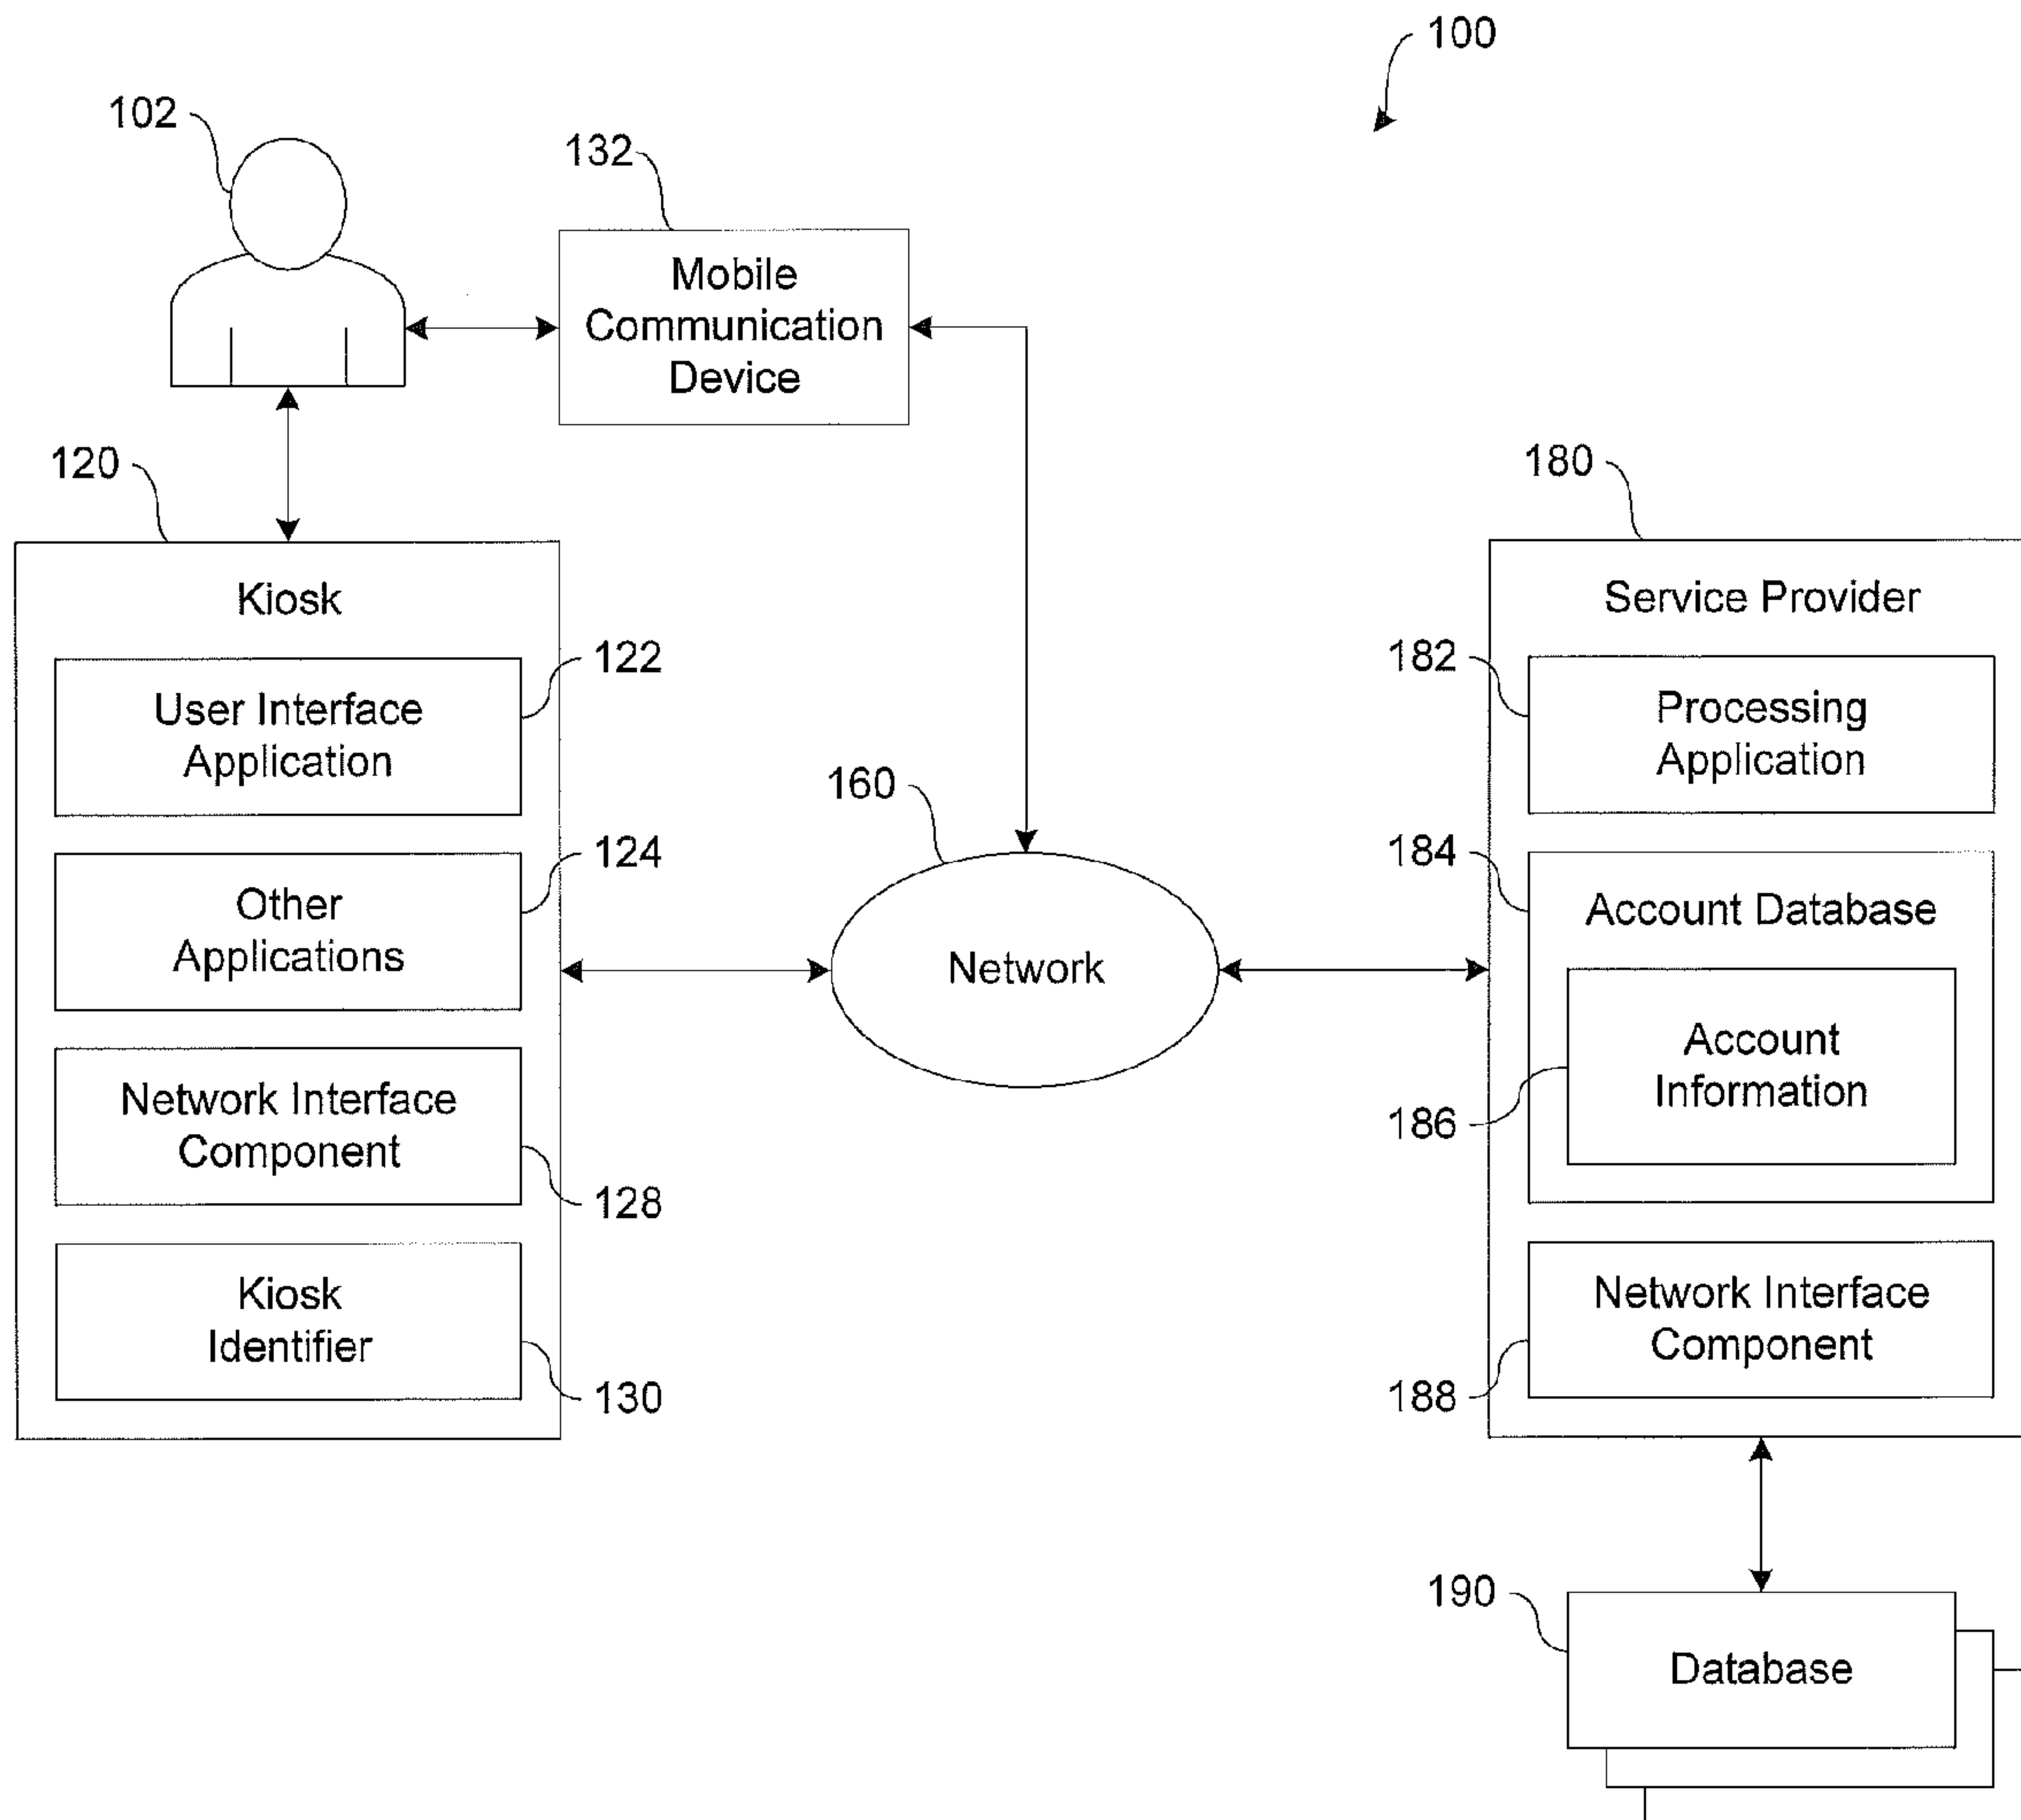 100
102
132
Mobile
Communication
Device
120
Kiosk
122
User Interface
Application
124
Other
Applications
Network Interface
Component
128
Kiosk
Identifier
130
160
Network
180
Service Provider
182
Processing
Application
184
Account Database
Account
Information
186
Network Interface
Component
188
190
Database